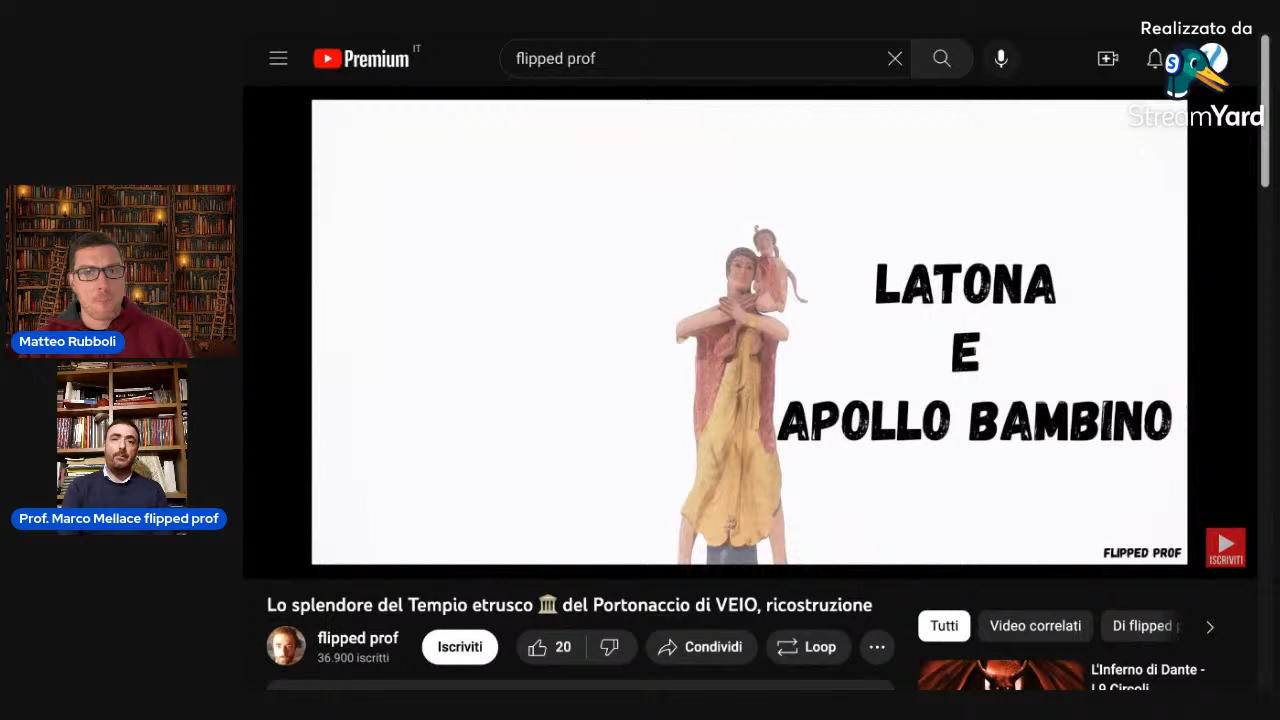 Realizzato da
StreamYard
Premium IT
flipped prof
LATONA
E
APOLLO BAMBINO
FLIPPED PROF
ISCRIVITI
Matteo Rubboli
Prof. Marco Mellace flipped prof
Lo splendore del Tempio etrusco 🏛️ del Portonaccio di VEIO, ricostruzione
flipped prof
36.900 iscritti
Iscriviti
20
Condividi
Loop
Tutti
Video correlati
Di flipped
L'Inferno di Dante -
I 9 Circoli